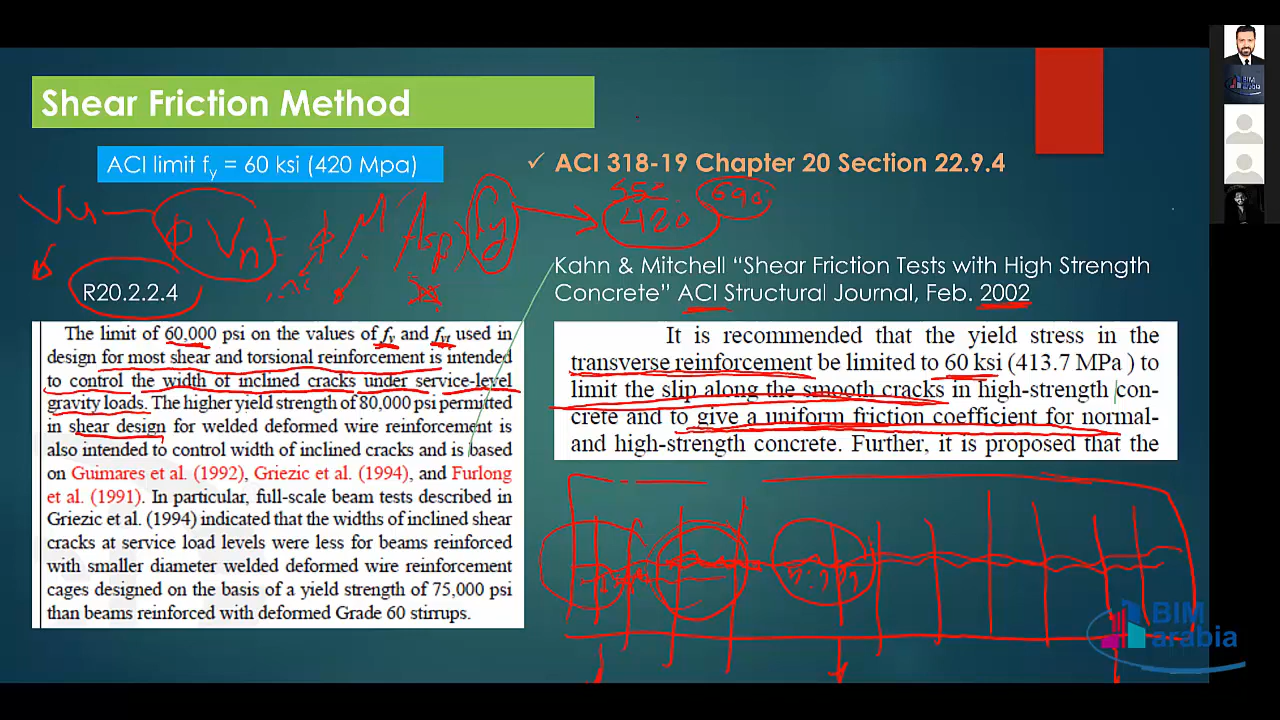 Shear Friction Method
ACI limit fy = 60 ksi (420 Mpa)
✓ ACI 318-19 Chapter 20 Section 22.9.4
Vu
φ Vn
fy
552
420
690
R20.2.2.4
Kahn & Mitchell “Shear Friction Tests with High Strength
Concrete” ACI Structural Journal, Feb. 2002
The limit of 60,000 psi on the values of fy and fyt used in
design for most shear and torsional reinforcement is intended
to control the width of inclined cracks under service-level
gravity loads. The higher yield strength of 80,000 psi permitted
in shear design for welded deformed wire reinforcement is
also intended to control width of inclined cracks and is based
on Guimares et al. (1992), Griezic et al. (1994), and Furlong
et al. (1991). In particular, full-scale beam tests described in
Griezic et al. (1994) indicated that the widths of inclined shear
cracks at service load levels were less for beams reinforced
with smaller diameter welded deformed wire reinforcement
cages designed on the basis of a yield strength of 75,000 psi
than beams reinforced with deformed Grade 60 stirrups.
It is recommended that the yield stress in the
transverse reinforcement be limited to 60 ksi (413.7 MPa ) to
limit the slip along the smooth cracks in high-strength con-
crete and to give a uniform friction coefficient for normal-
and high-strength concrete. Further, it is proposed that the
BIM
arabia